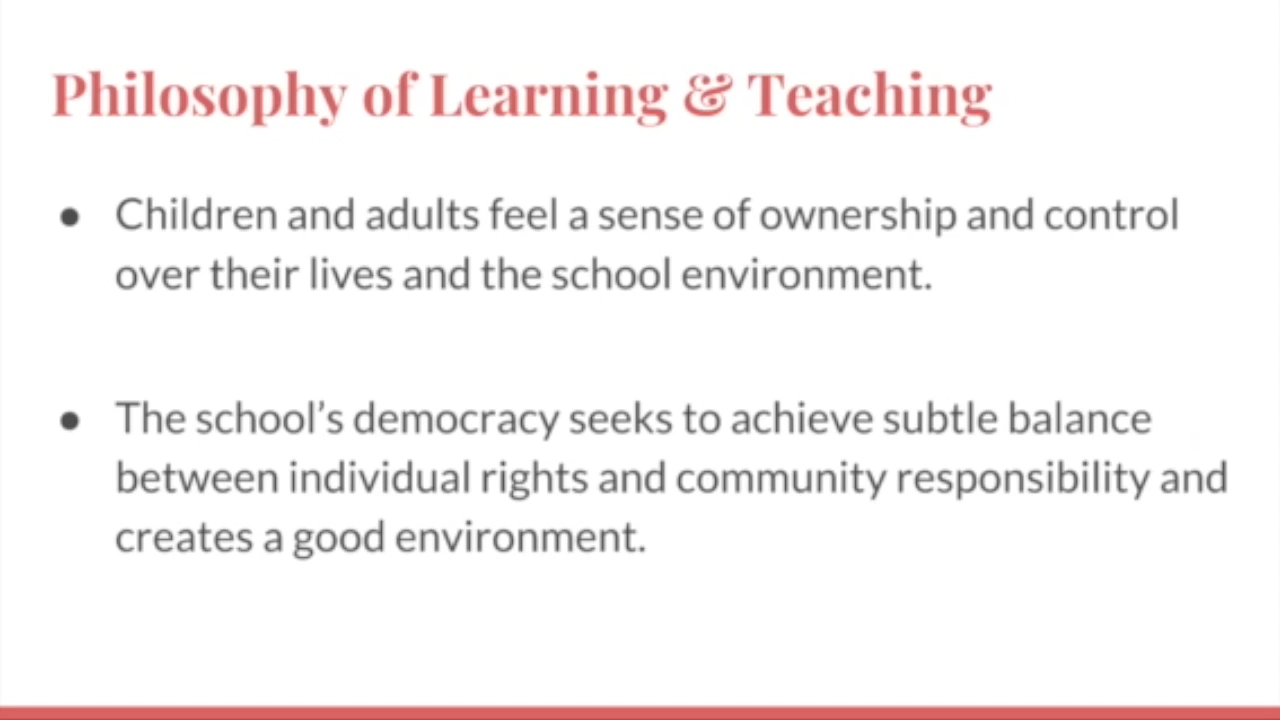 Philosophy of Learning & Teaching
● Children and adults feel a sense of ownership and control
over their lives and the school environment.
● The school’s democracy seeks to achieve subtle balance
between individual rights and community responsibility and
creates a good environment.